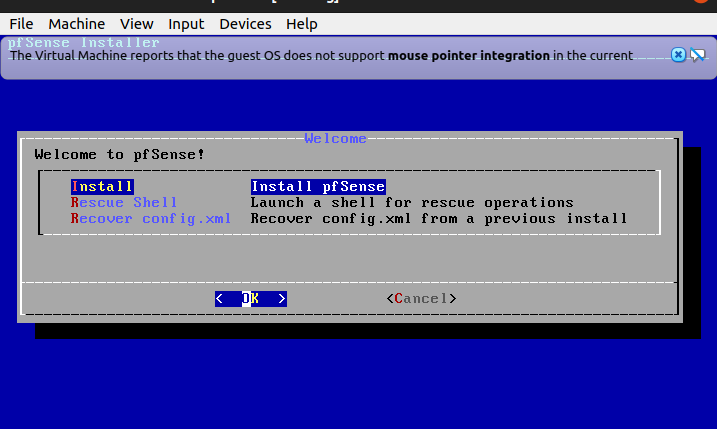 File Machine View Input Devices Help
pfSense Installer
The Virtual Machine reports that the guest OS does not support mouse pointer integration in the current
Welcome
Welcome to pfSense!
Install Install pfSense
Rescue Shell Launch a shell for rescue operations
Recover config.xml Recover config.xml from a previous install
< OK > <Cancel>